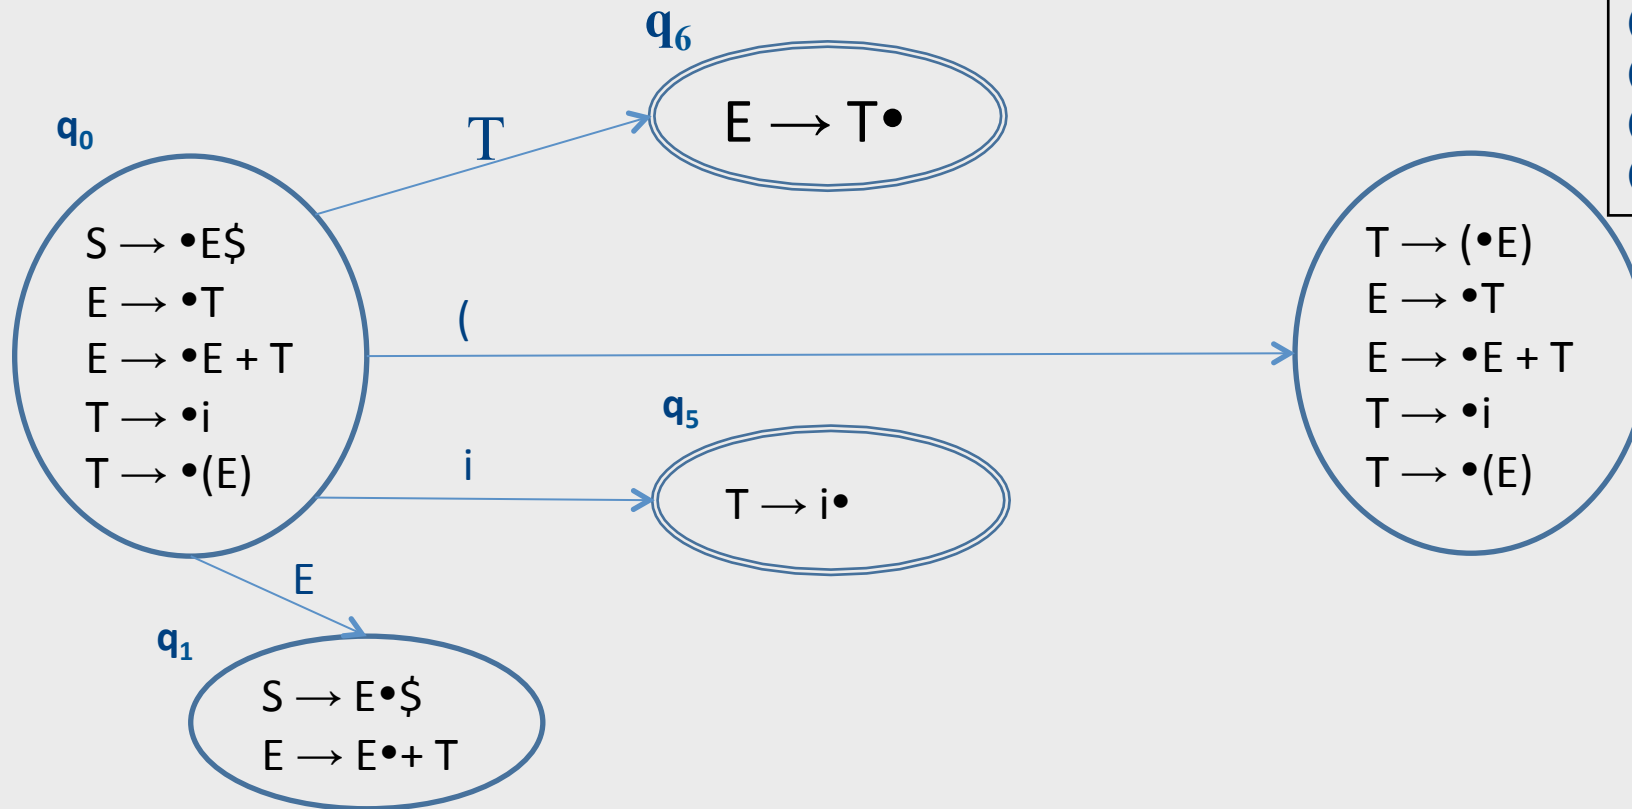 q6
E → T•
T
q0
S → •E$
E → •T
E → •E + T
T → •i
T → •(E)
(
T → (•E)
E → •T
E → •E + T
T → •i
T → •(E)
q5
i
T → i•
E
q1
S → E•$
E → E•+ T
(
(
(
(